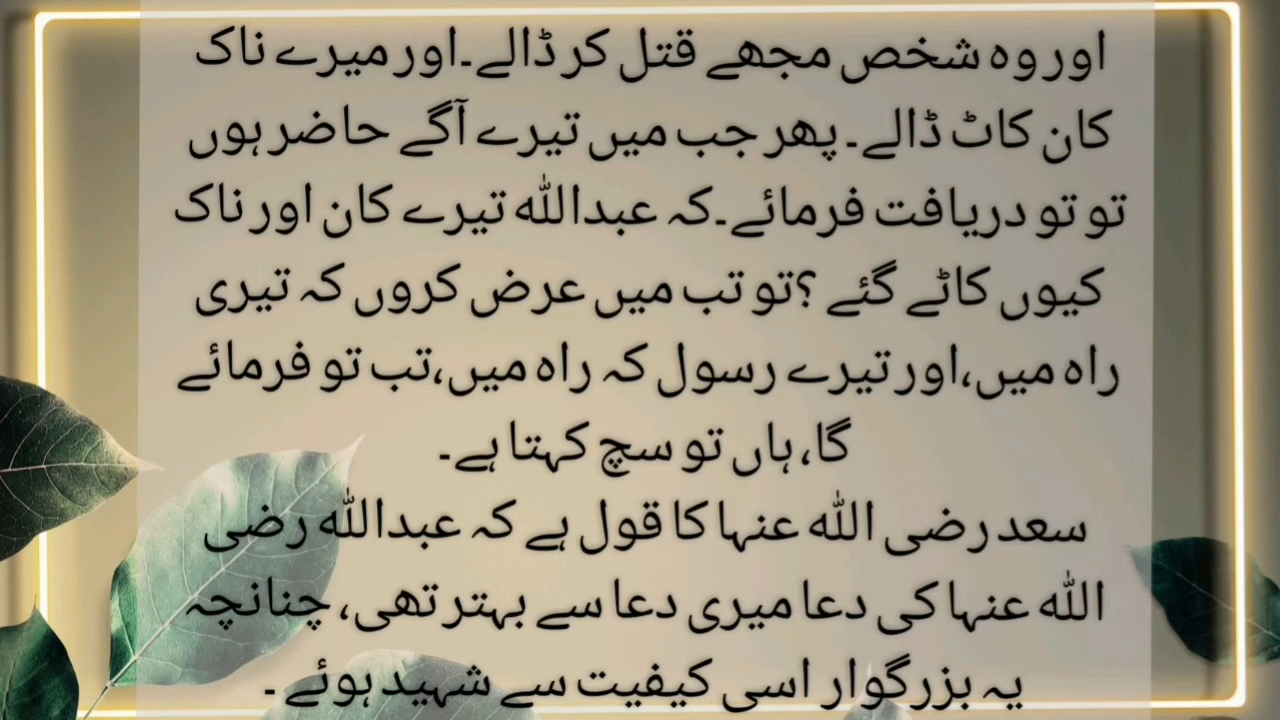 اور وہ شخص مجھے قتل کر ڈالے۔اور میرے ناک
کان کاٹ ڈالے۔ پھر جب میں تیرے آگے حاضر ہوں
تو تو دریافت فرمائے۔کہ عبداللہ تیرے کان اور ناک
کیوں کاٹے گئے ؟تو تب میں عرض کروں کہ تیری
راہ میں،اور تیرے رسول کہ راہ میں،تب تو فرمائے
گا، ہاں تو سچ کہتا ہے۔
سعد رضی اللہ عنہا کا قول ہے کہ عبداللہ رضی
اللہ عنہا کی دعا میری دعا سے بہتر تھی، چنانچہ
یہ بزرگوار اسی کیفیت سے شہید ہوئے ۔